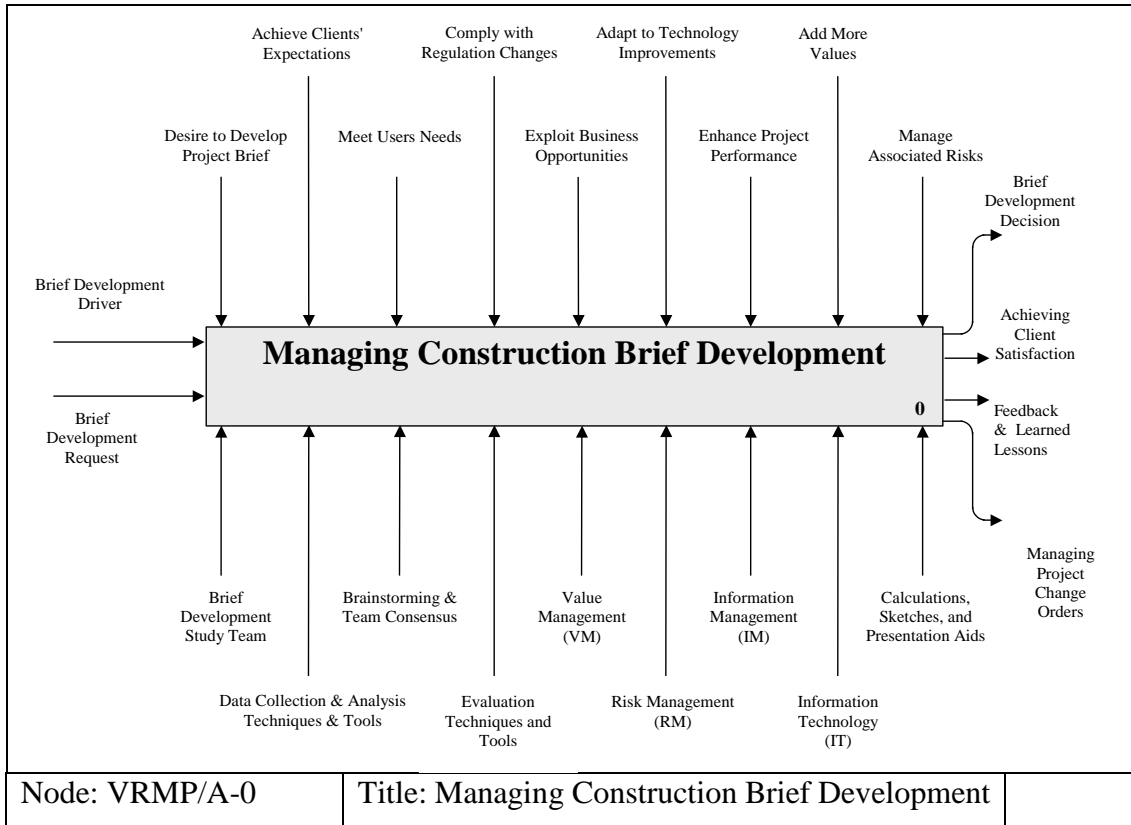 Achieve Clients'
Expectations
Comply with
Regulation Changes
Adapt to Technology
Improvements
Add More
Values
Desire to Develop
Project Brief
Meet Users Needs
Exploit Business
Opportunities
Enhance Project
Performance
Manage
Associated Risks
Brief
Development
Decision
Brief Development
Driver
Managing Construction Brief Development
0
Achieving
Client
Satisfaction
Brief
Development
Request
Feedback
& Learned
Lessons
Managing
Project
Change
Orders
Brief
Development
Study Team
Brainstorming &
Team Consensus
Value
Management
(VM)
Information
Management
(IM)
Calculations,
Sketches, and
Presentation Aids
Data Collection & Analysis
Techniques & Tools
Evaluation
Techniques and
Tools
Risk Management
(RM)
Information
Technology
(IT)
Node: VRMP/A-0
Title: Managing Construction Brief Development